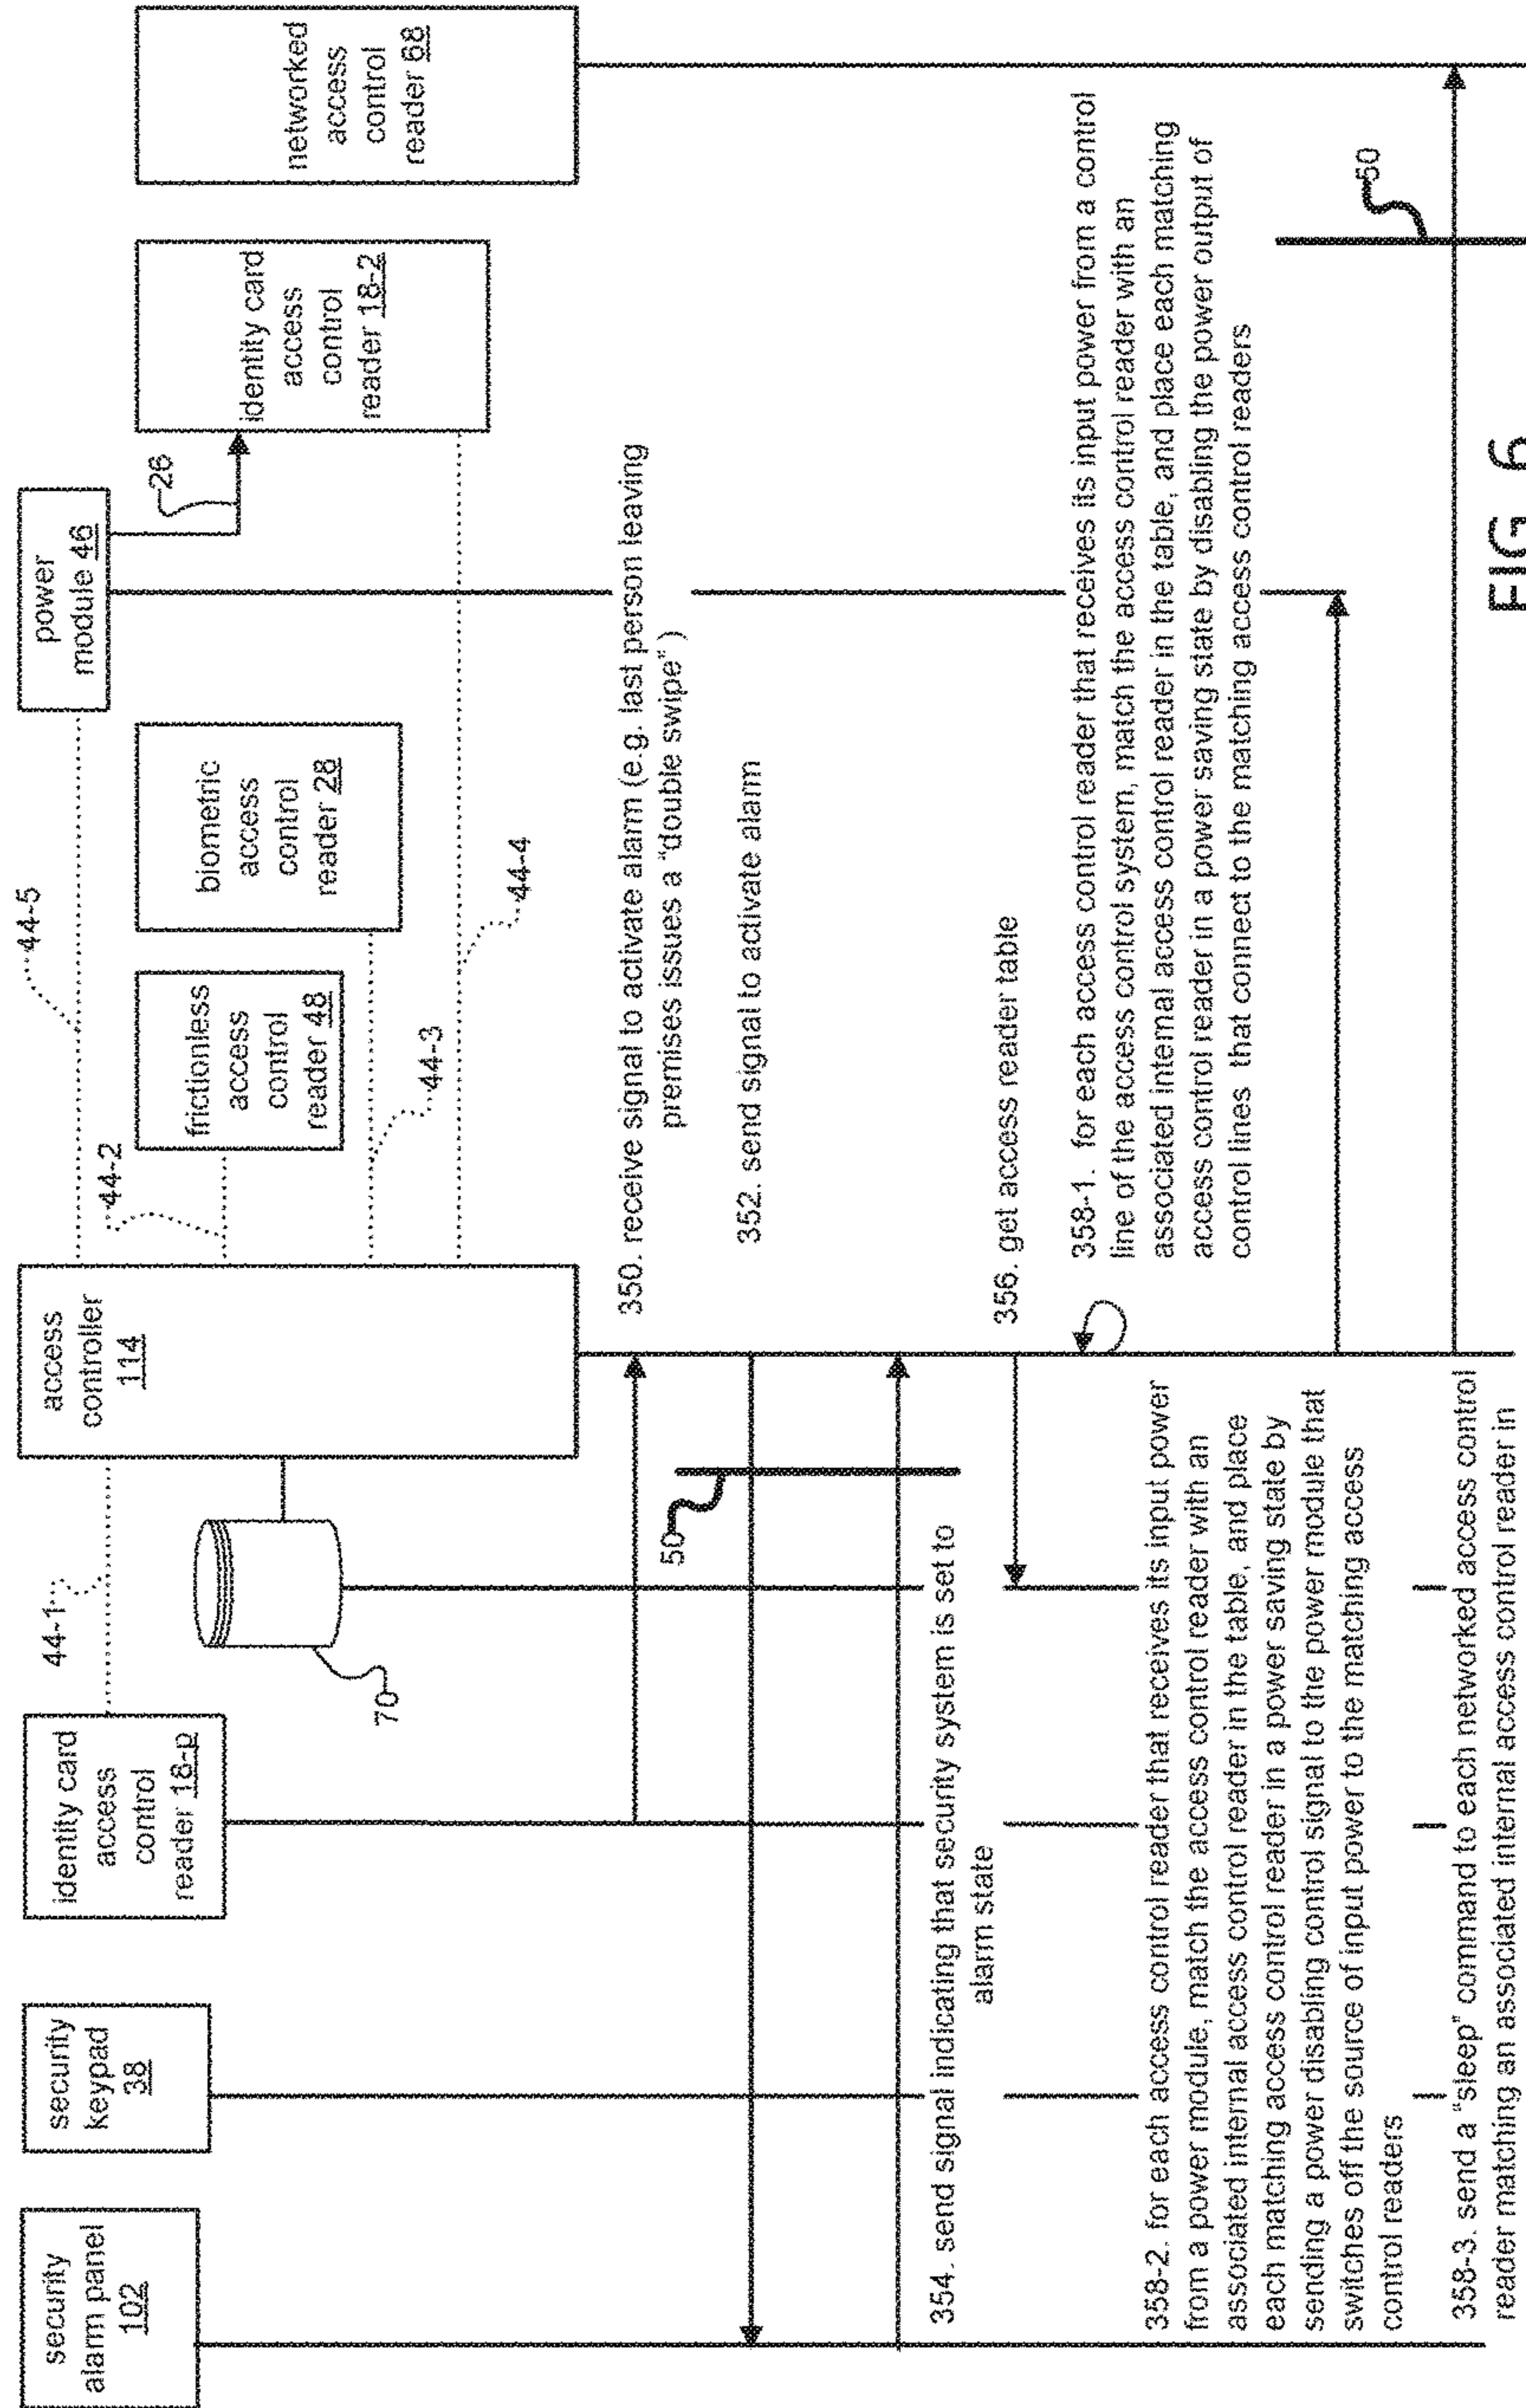 security
alarm panel
102
security
keypad
38
identity card
access
control
reader 18-p
44-1
70
access
controller
114
44-2
44-5
frictionless
access
control
reader 48
44-3
biometric
access
control
reader 28
44-4
power
module 46
26
identity card
access
control
reader 18-2
networked
access
control
reader 68
350. receive signal to activate alarm (e.g. last person leaving
premises issues a "double swipe" )
50
352. send signal to activate alarm
354. send signal indicating that security system is set to
alarm state
356. get access reader table
358-1. for each access control reader that receives its input power from a control
line of the access control system, match the access control reader with an
associated internal access control reader in the table, and place each matching
access control reader in a power saving state by disabling the power output of
control lines that connect to the matching access control readers
358-2. for each access control reader that receives its input power
from a power module, match the access control reader with an
associated internal access control reader in the table, and place
each matching access control reader in a power saving state by
sending a power disabling control signal to the power module that
switches off the source of input power to the matching access
control readers
50
358-3. send a "sleep" command to each networked access control
reader matching an associated internal access control reader in
FIG. 6